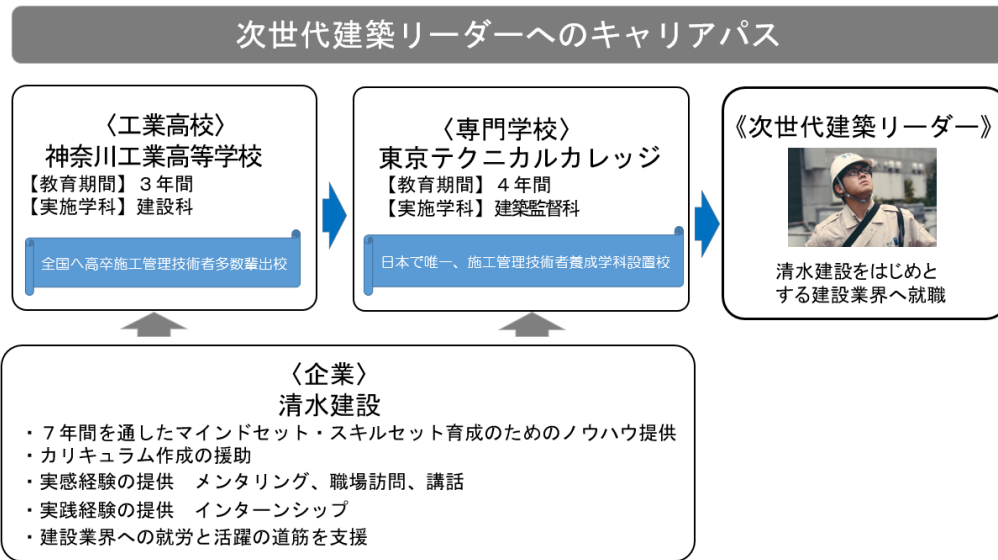 次世代建築リーダーへのキャリアパス
〈工業高校〉
神奈川工業高等学校
【教育期間】３年間
【実施学科】建設科
全国へ高卒施工管理技術者多数輩出校
〈専門学校〉
東京テクニカルカレッジ
【教育期間】４年間
【実施学科】建築監督科
日本で唯一、施工管理技術者養成学科設置校
《次世代建築リーダー》
清水建設をはじめと
する建設業界へ就職
〈企業〉
清水建設
・７年間を通したマインドセット・スキルセット育成のためのノウハウ提供
・カリキュラム作成の援助
・実感経験の提供　メンタリング、職場訪問、講話
・実践経験の提供　インターンシップ
・建設業界への就労と活躍の道筋を支援